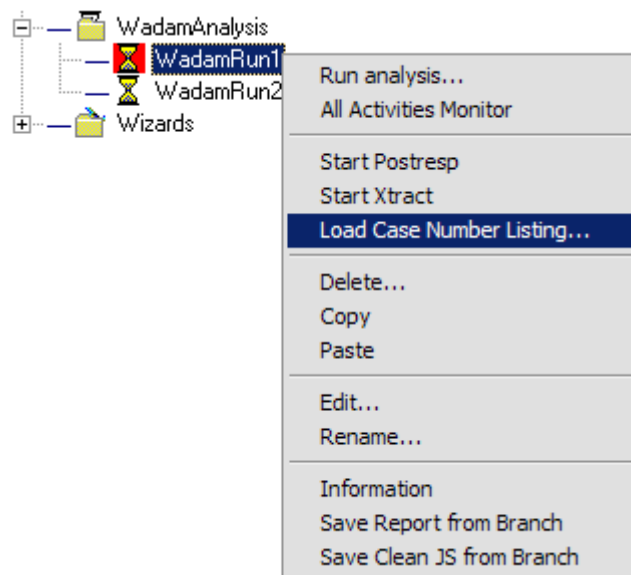 WadamAnalysis
WadamRun1
WadamRun2
Wizards
Run analysis...
All Activities Monitor
Start Postresp
Start Xtract
Load Case Number Listing...
Delete...
Copy
Paste
Edit...
Rename...
Information
Save Report from Branch
Save Clean JS from Branch